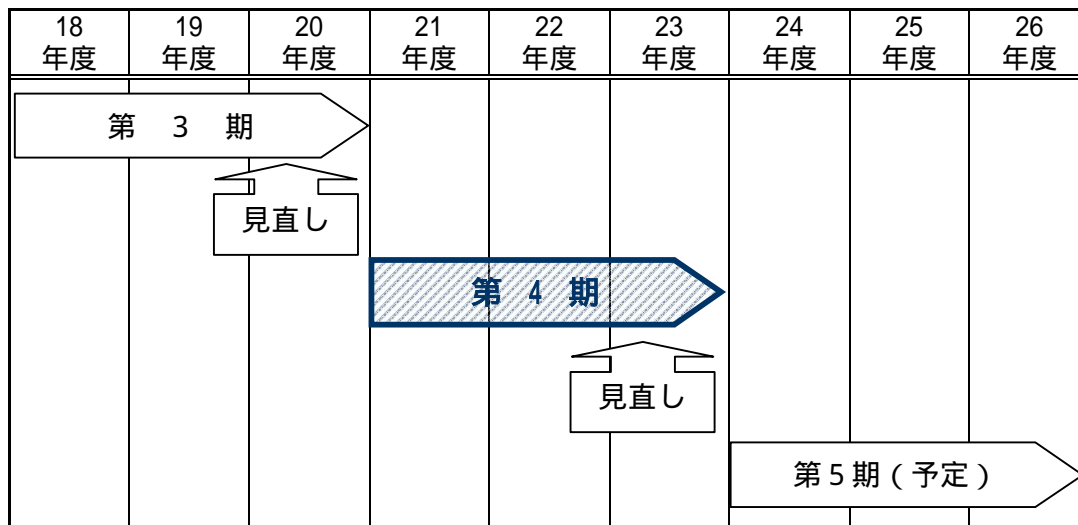 18 19 20 21 22 23 24 25 26
年度 年度 年度 年度 年度 年度 年度 年度 年度
第　３　期
見直し
第　４　期
見直し
第５期（予定）